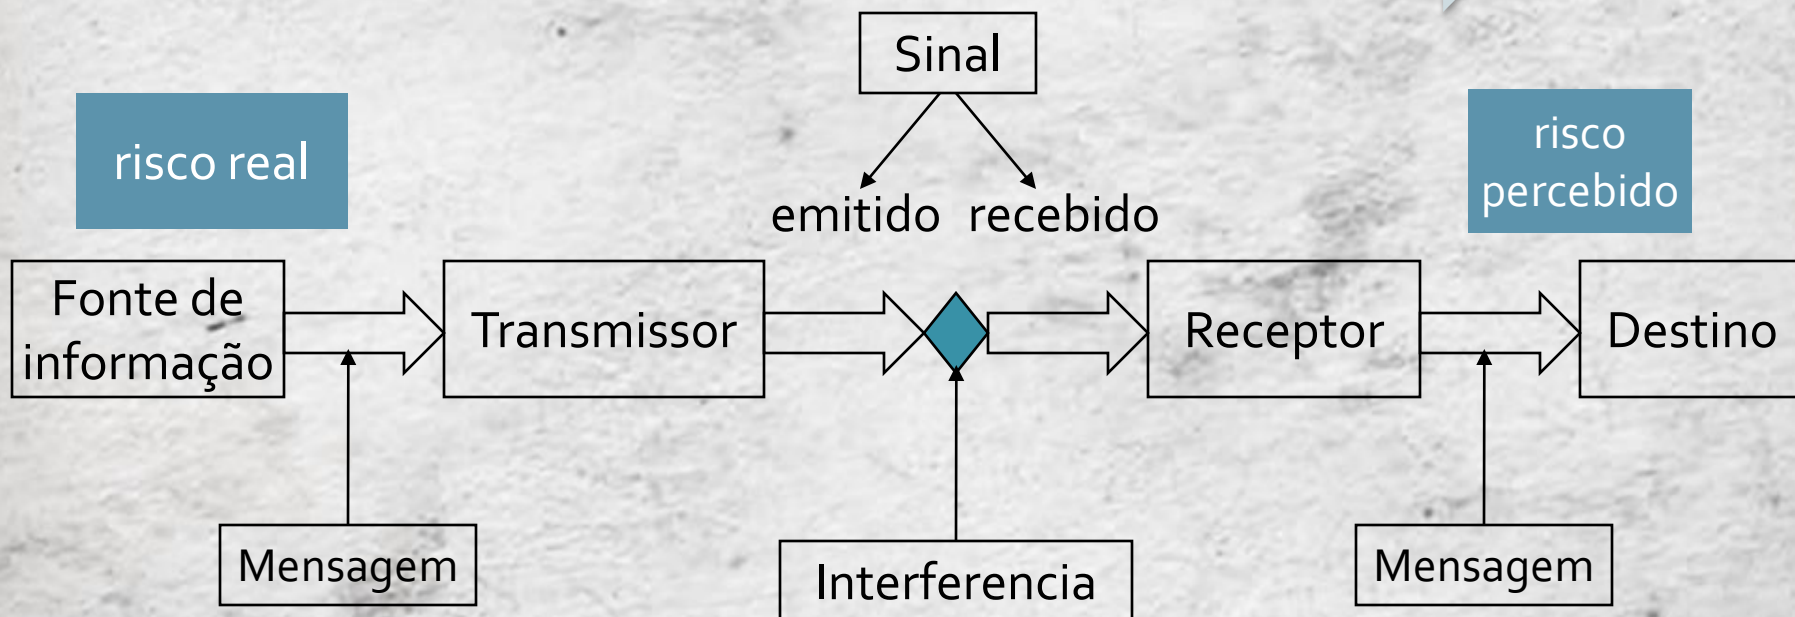 Sinal
risco real
risco
percebido
emitido recebido
Fonte de
informação
Transmissor
Receptor
Destino
Mensagem
Interferencia
Mensagem